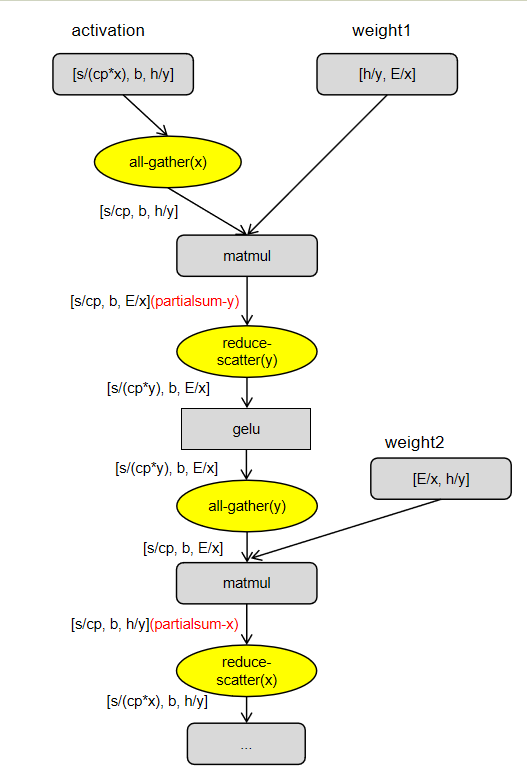 activation
weight1
[s/(cp*x), b, h/y]
[h/y, E/x]
all-gather(x)
[s/cp, b, h/y]
matmul
[s/cp, b, E/x](partialsum-y)
reduce-
scatter(y)
[s/(cp*y), b, E/x]
gelu
weight2
[s/(cp*y), b, E/x]
[E/x, h/y]
all-gather(y)
[s/cp, b, E/x]
matmul
[s/cp, b, h/y](partialsum-x)
reduce-
scatter(x)
[s/(cp*x), b, h/y]
...